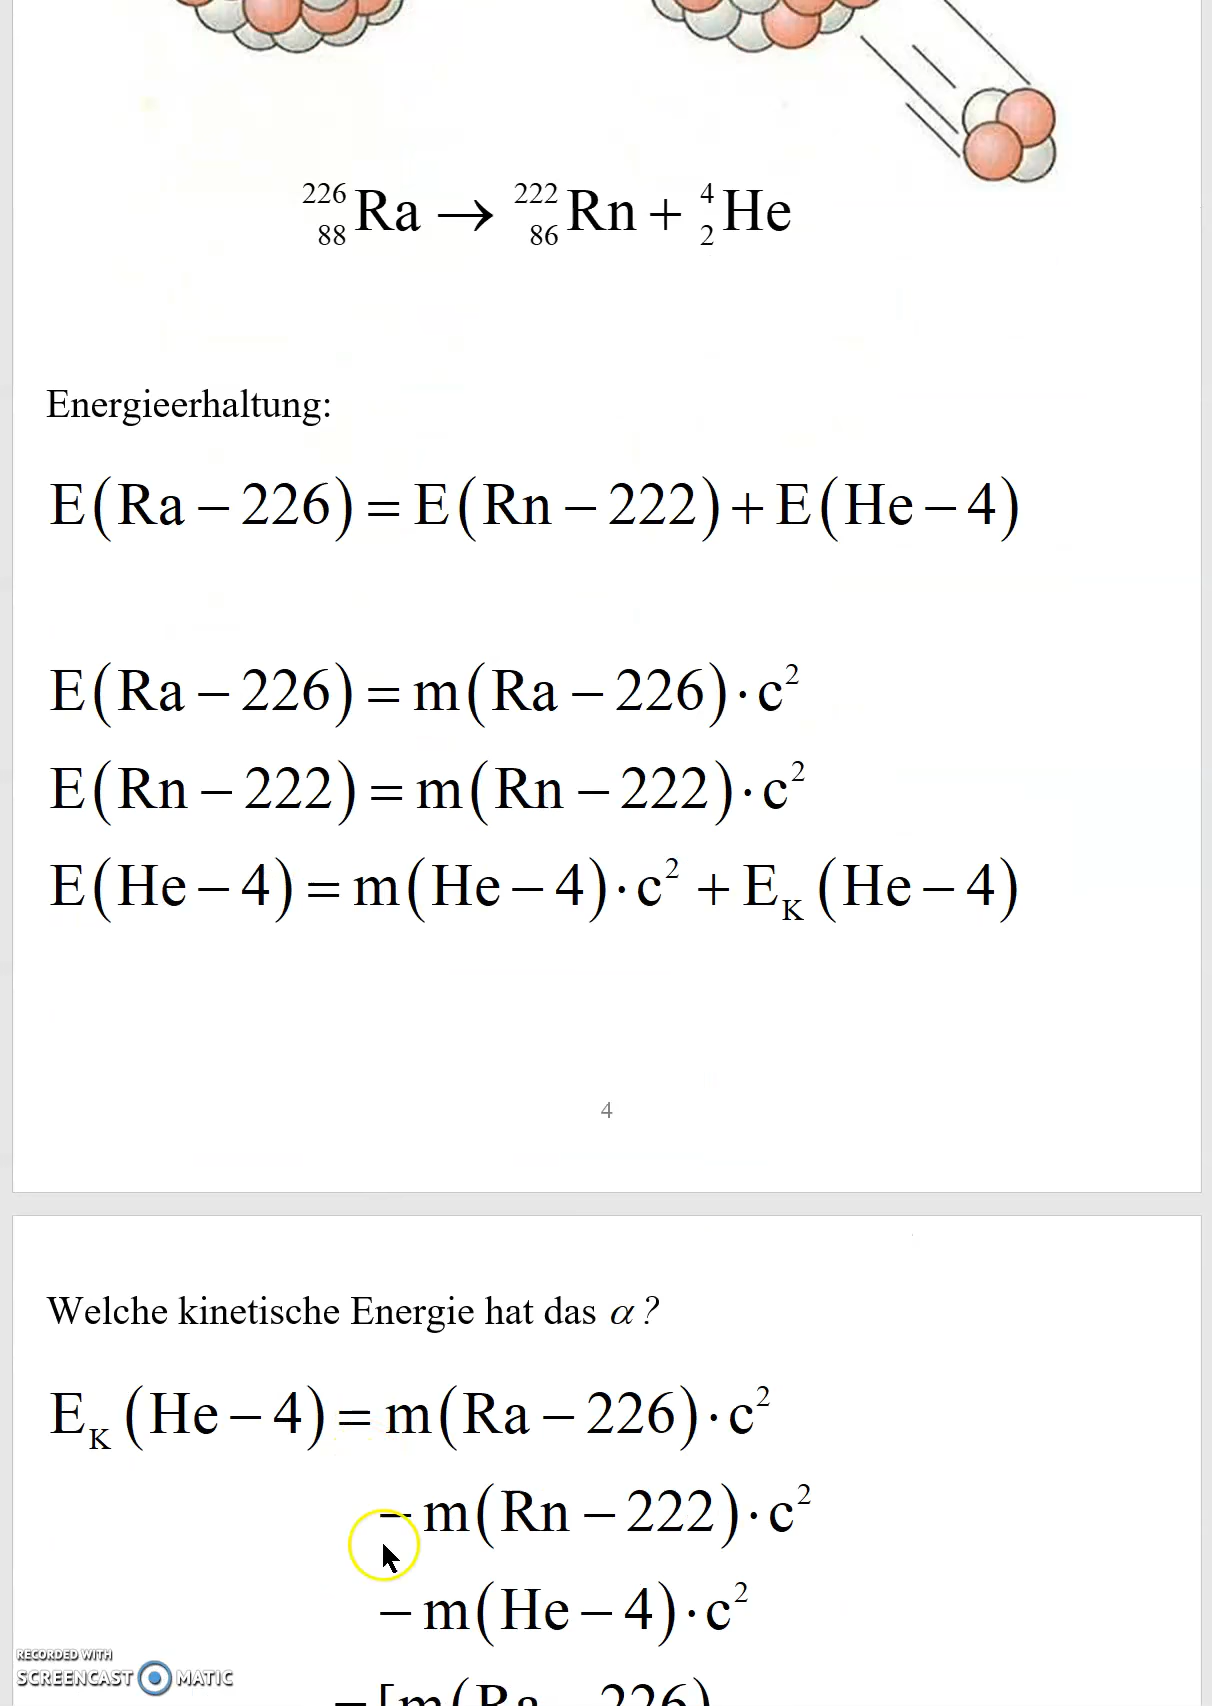 ²²⁶₈₈Ra → ²²²₈₆Rn + ⁴₂He
Energieerhaltung:
E(Ra − 226) = E(Rn − 222) + E(He − 4)
E(Ra − 226) = m(Ra − 226) · c²
E(Rn − 222) = m(Rn − 222) · c²
E(He − 4) = m(He − 4) · c² + E_K (He − 4)
4
Welche kinetische Energie hat das α?
E_K (He − 4) = m(Ra − 226) · c²
− m(Rn − 222) · c²
− m(He − 4) · c²
= [m(Ra − 226)
RECORDED WITH
SCREENCAST MATIC